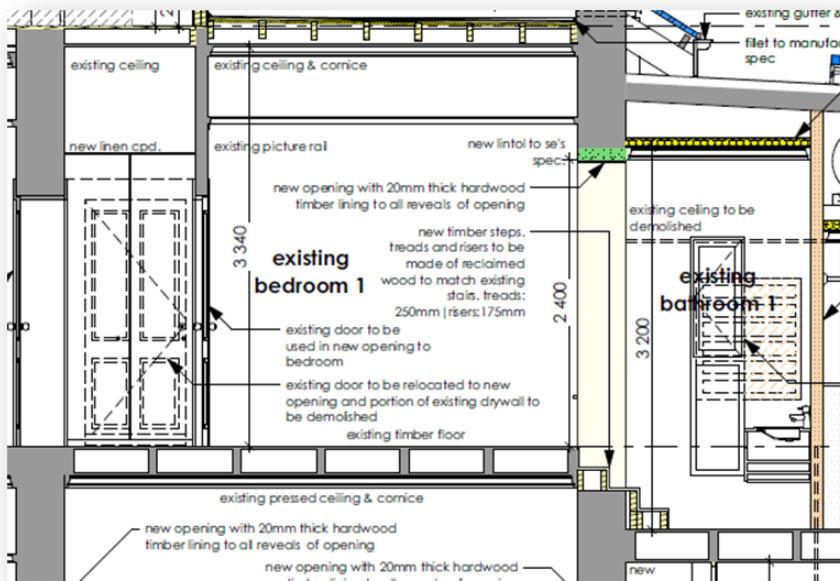 existing gutter &
fillet to manufa
spec
existing ceiling
existing ceiling & cornice
new linen cpd.
existing picture rail
new lintol to se's
spec.
new opening with 20mm thick hardwood
timber lining to all reveals of opening
existing ceiling to be
demolished
new timber steps.
treads and risers to be
made of reclaimed
wood to match existing
stairs. treads:
250mm|risers:175mm
3 340
existing
bedroom 1
2 400
3 200
existing
bathroom 1
existing door to be
used in new opening to
bedroom
existing door to be relocated to new
opening and portion of existing drywall to
be demolished
existing timber floor
existing pressed ceiling & cornice
new opening with 20mm thick hardwood
timber lining to all reveals of opening
new opening with 20mm thick hardwood
new